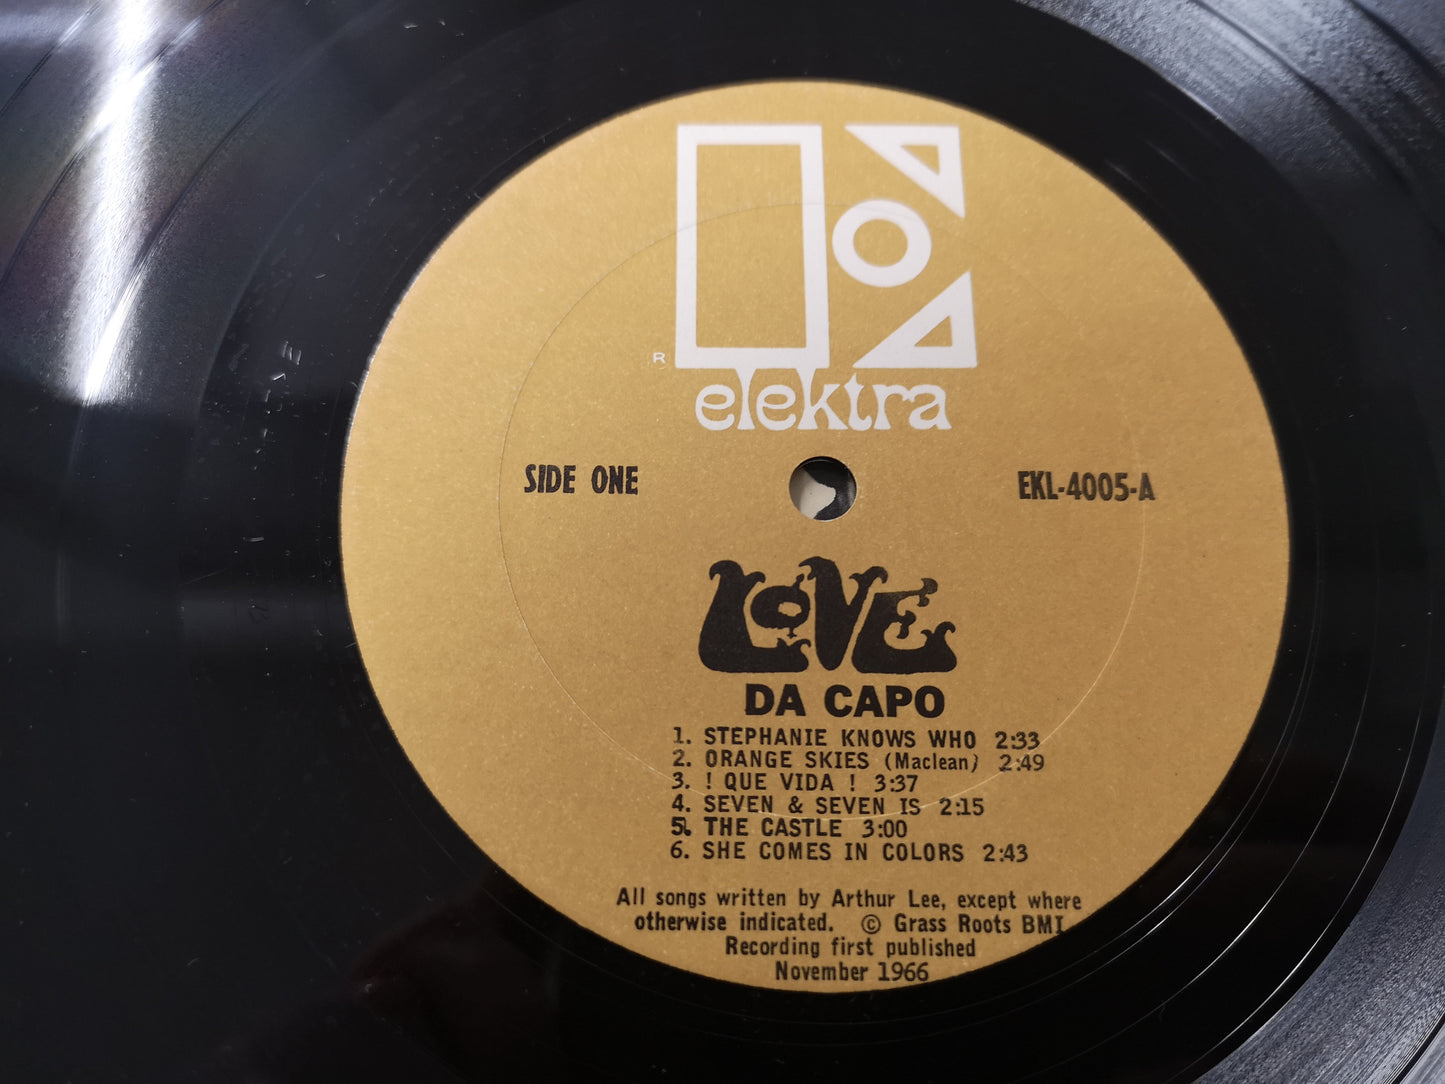 R
elektra
SIDE ONE
EKL-4005-A
LOVE
DA CAPO
1. STEPHANIE KNOWS WHO 2:33
2. ORANGE SKIES (Maclean) 2:49
3. ! QUE VIDA ! 3:37
4. SEVEN & SEVEN IS 2:15
5. THE CASTLE 3:00
6. SHE COMES IN COLORS 2:43
All songs written by Arthur Lee, except where
otherwise indicated. © Grass Roots BMI
Recording first published
November 1966